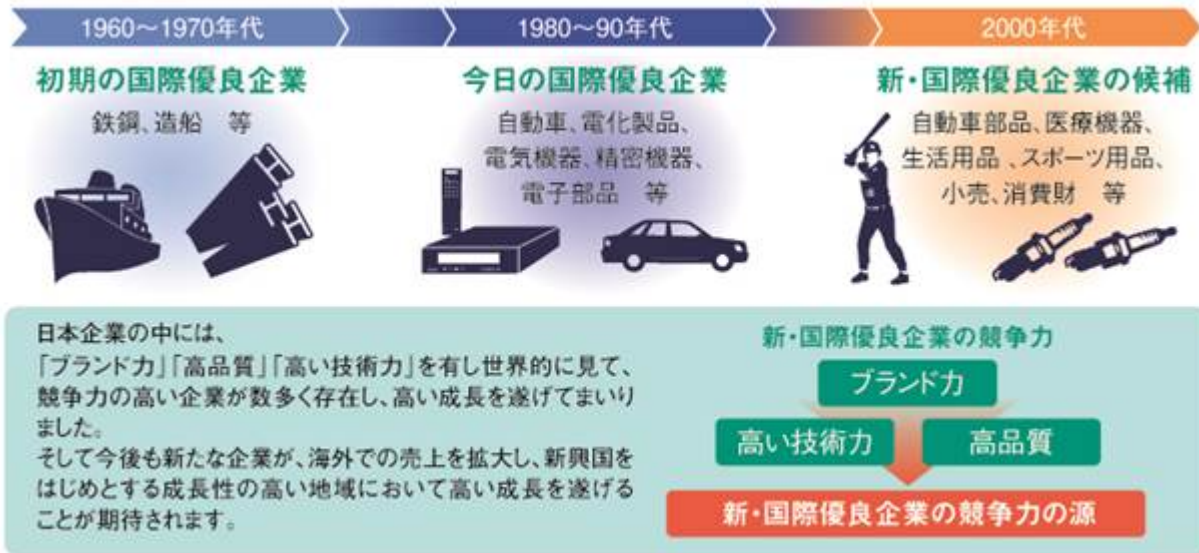 1960～1970年代
1980～90年代
2000年代
初期の国際優良企業
鉄鋼、造船　等
今日の国際優良企業
自動車、電化製品、
電気機器、精密機器、
電子部品　等
新・国際優良企業の候補
自動車部品、医療機器、
生活用品 、スポーツ用品、
小売、消費財　等
日本企業の中には、
「ブランド力」「高品質」「高い技術力」を有し世界的に見て、
競争力の高い企業が数多く存在し、高い成長を遂げてまいり
ました。
そして今後も新たな企業が、海外での売上を拡大し、新興国を
はじめとする成長性の高い地域において高い成長を遂げる
ことが期待されます。
新・国際優良企業の競争力
ブランド力
高い技術力
高品質
新・国際優良企業の競争力の源